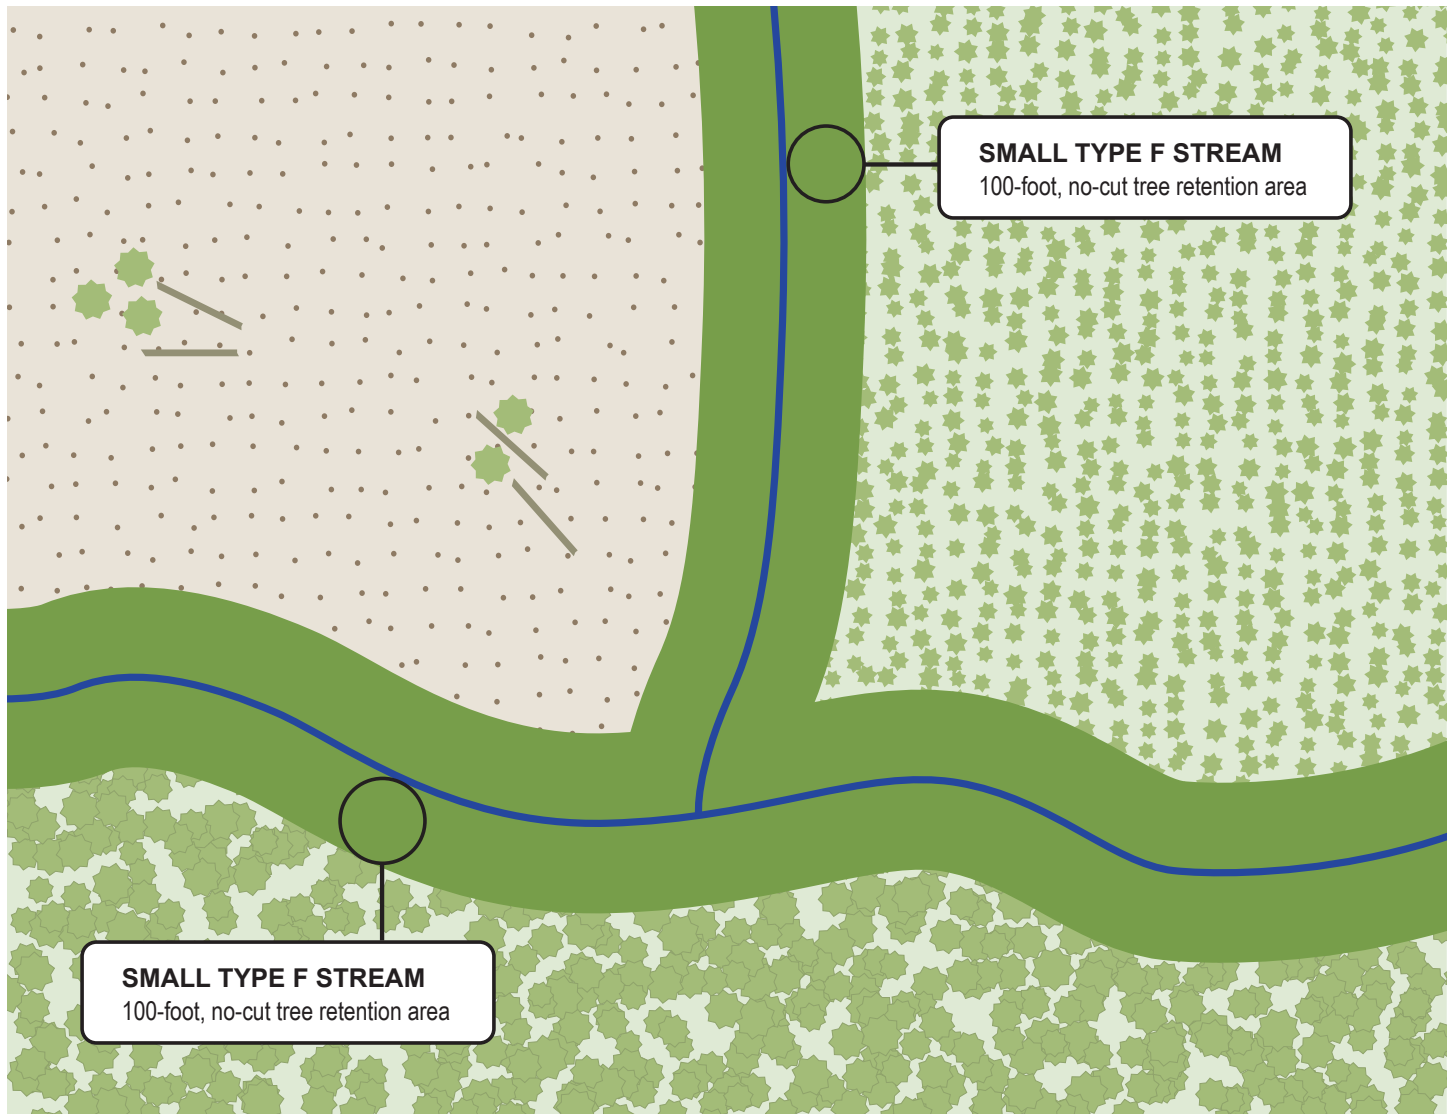 SMALL TYPE F STREAM
100-foot, no-cut tree retention area
SMALL TYPE F STREAM
100-foot, no-cut tree retention area